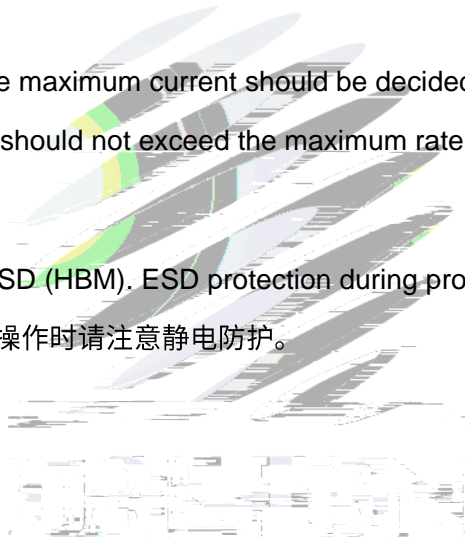 e maximum current should be decided
should not exceed the maximum rate
SD (HBM). ESD protection during pro
操作时请注意静电防护。